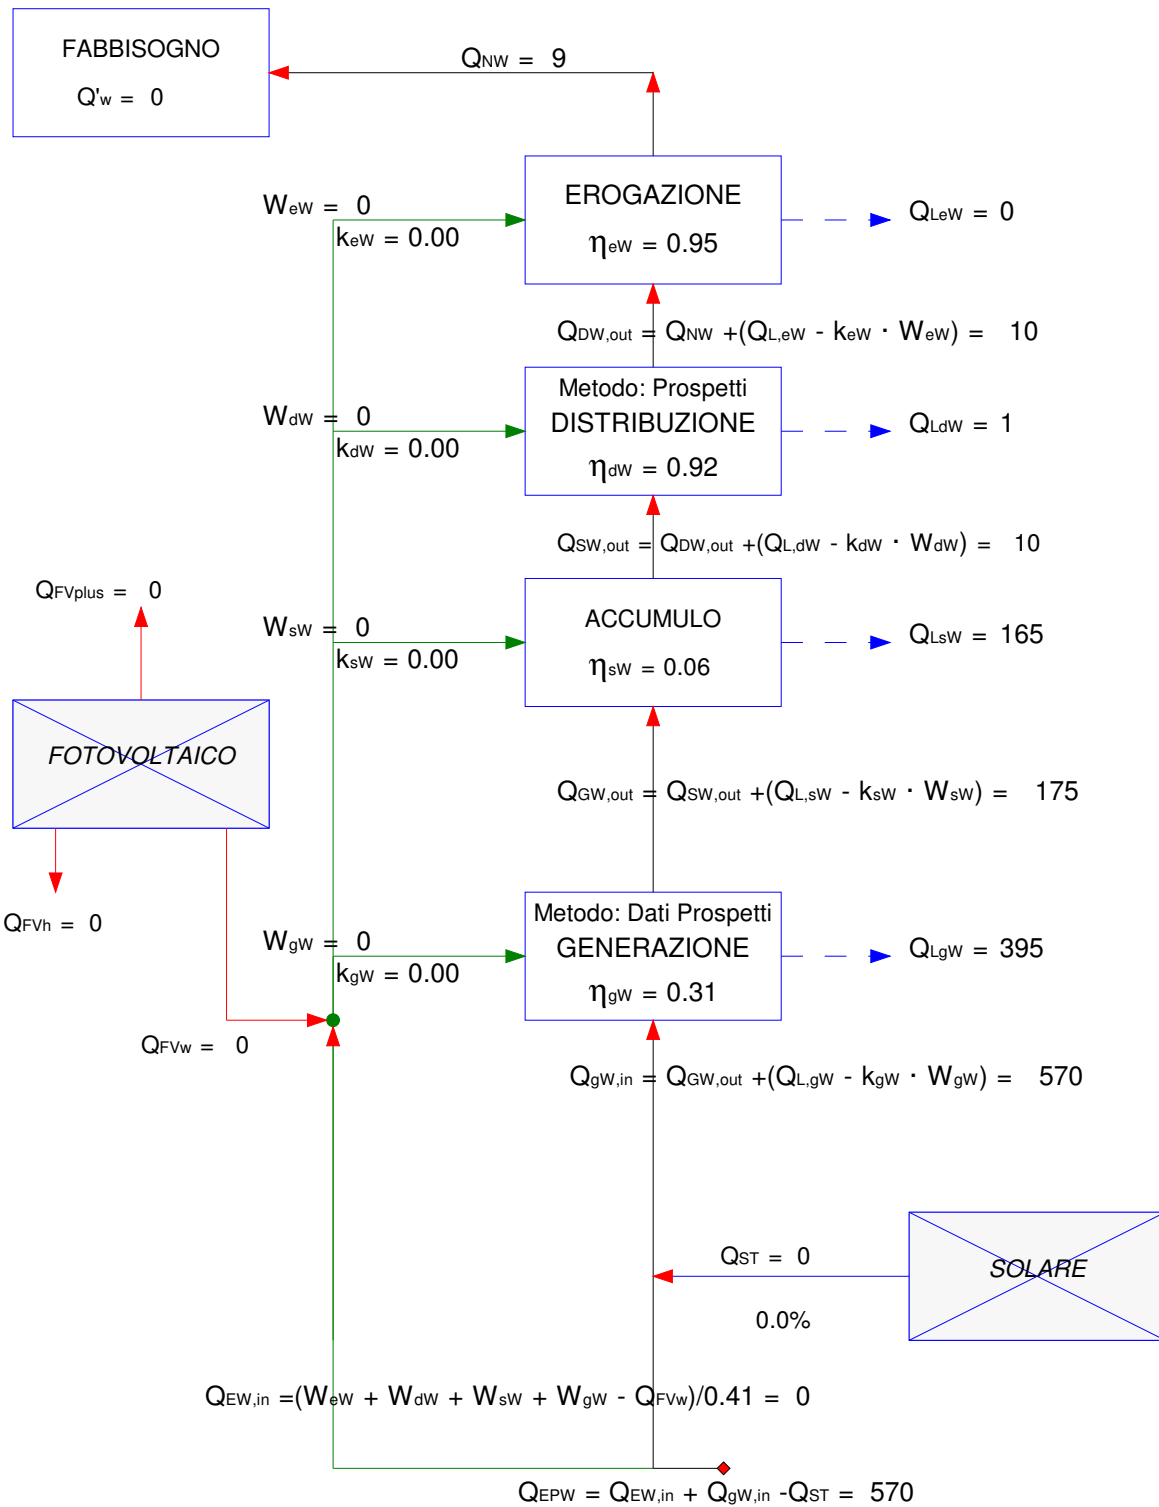 FABBISOGNO
Q'w = 0
QNW = 9
EROGAZIONE
ηeW = 0.95
WeW = 0
keW = 0.00
QLeW = 0
QDW,out = QNW +(QL,eW - keW · WeW) = 10
Metodo: Prospetti
DISTRIBUZIONE
ηdW = 0.92
WdW = 0
kdW = 0.00
QLdW = 1
QSW,out = QDW,out +(QL,dW - kdW · WdW) = 10
QFVplus = 0
ACCUMULO
ηsW = 0.06
WsW = 0
ksW = 0.00
QLsW = 165
FOTOVOLTAICO
QGW,out = QSW,out +(QL,sW - ksW · WsW) = 175
QFVh = 0
Metodo: Dati Prospetti
GENERAZIONE
ηgW = 0.31
WgW = 0
kgW = 0.00
QLgW = 395
QFVw = 0
QgW,in = QGW,out +(QL,gW - kgW · WgW) = 570
QST = 0
0.0%
SOLARE
QEW,in =(WeW + WdW + WsW + WgW - QFVw)/0.41 = 0
QEPW = QEW,in + QgW,in -QST = 570